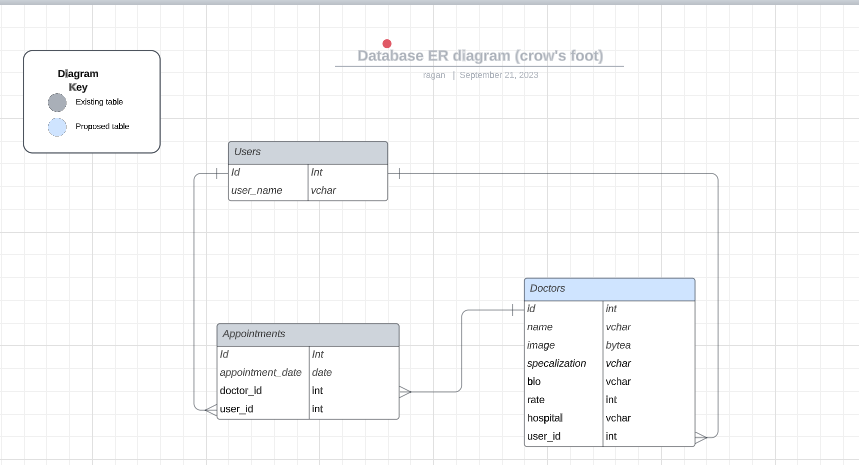 Database ER diagram (crow's foot)
ragan | September 21, 2023
Diagram
Key
Existing table
Proposed table
Users
Id Int
user_name vchar
Doctors
id int
name vchar
image bytea
specalization vchar
bio vchar
rate int
hospital vchar
user_id int
Appointments
Id Int
appointment_date date
doctor_id int
user_id int